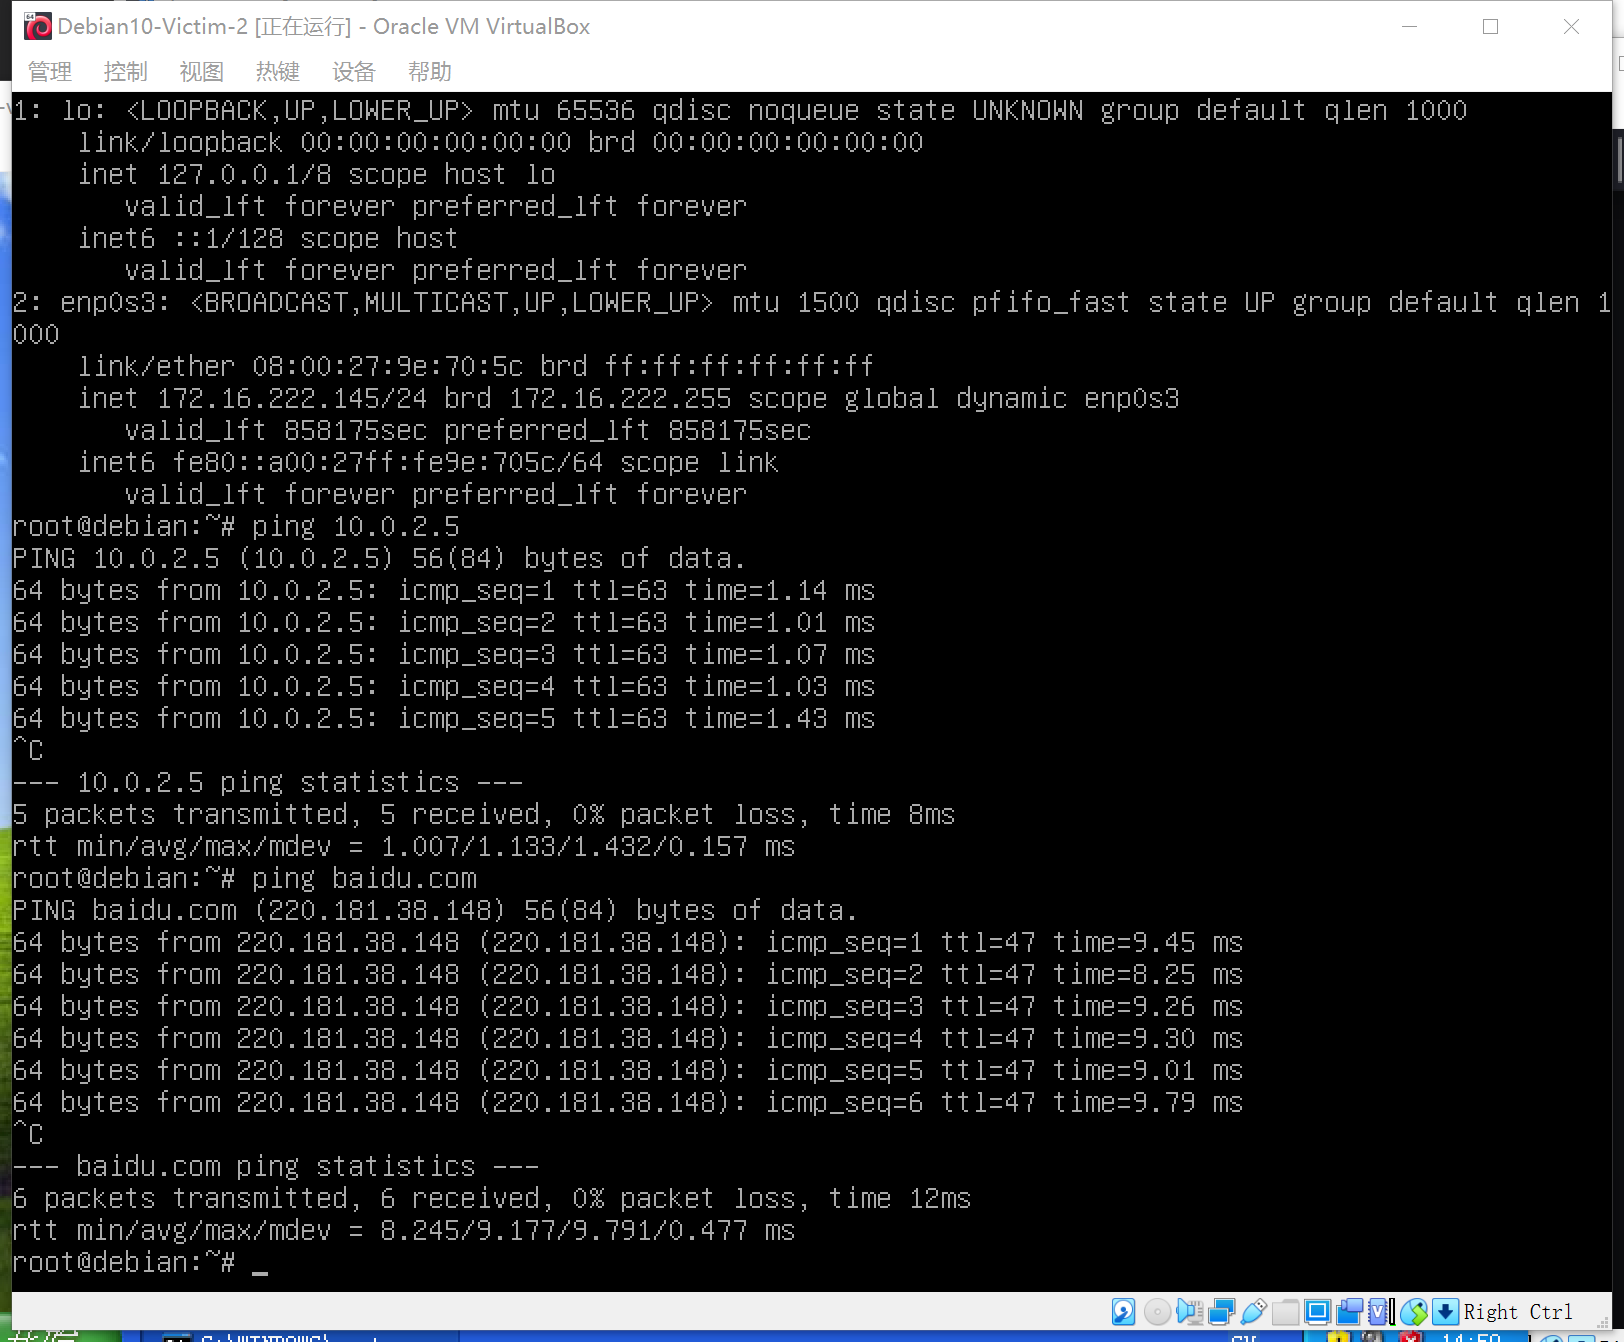 Debian10-Victim-2 [正在运行] - Oracle VM VirtualBox
管理 控制 视图 热键 设备 帮助
1: lo: <LOOPBACK,UP,LOWER_UP> mtu 65536 qdisc noqueue state UNKNOWN group default qlen 1000
link/loopback 00:00:00:00:00:00 brd 00:00:00:00:00:00
inet 127.0.0.1/8 scope host lo
valid_lft forever preferred_lft forever
inet6 ::1/128 scope host
valid_lft forever preferred_lft forever
2: enp0s3: <BROADCAST,MULTICAST,UP,LOWER_UP> mtu 1500 qdisc pfifo_fast state UP group default qlen 1
000
link/ether 08:00:27:9e:70:5c brd ff:ff:ff:ff:ff:ff
inet 172.16.222.145/24 brd 172.16.222.255 scope global dynamic enp0s3
valid_lft 858175sec preferred_lft 858175sec
inet6 fe80::a00:27ff:fe9e:705c/64 scope link
valid_lft forever preferred_lft forever
root@debian:~# ping 10.0.2.5
PING 10.0.2.5 (10.0.2.5) 56(84) bytes of data.
64 bytes from 10.0.2.5: icmp_seq=1 ttl=63 time=1.14 ms
64 bytes from 10.0.2.5: icmp_seq=2 ttl=63 time=1.01 ms
64 bytes from 10.0.2.5: icmp_seq=3 ttl=63 time=1.07 ms
64 bytes from 10.0.2.5: icmp_seq=4 ttl=63 time=1.03 ms
64 bytes from 10.0.2.5: icmp_seq=5 ttl=63 time=1.43 ms
^C
--- 10.0.2.5 ping statistics ---
5 packets transmitted, 5 received, 0% packet loss, time 8ms
rtt min/avg/max/mdev = 1.007/1.133/1.432/0.157 ms
root@debian:~# ping baidu.com
PING baidu.com (220.181.38.148) 56(84) bytes of data.
64 bytes from 220.181.38.148 (220.181.38.148): icmp_seq=1 ttl=47 time=9.45 ms
64 bytes from 220.181.38.148 (220.181.38.148): icmp_seq=2 ttl=47 time=8.25 ms
64 bytes from 220.181.38.148 (220.181.38.148): icmp_seq=3 ttl=47 time=9.26 ms
64 bytes from 220.181.38.148 (220.181.38.148): icmp_seq=4 ttl=47 time=9.30 ms
64 bytes from 220.181.38.148 (220.181.38.148): icmp_seq=5 ttl=47 time=9.01 ms
64 bytes from 220.181.38.148 (220.181.38.148): icmp_seq=6 ttl=47 time=9.79 ms
^C
--- baidu.com ping statistics ---
6 packets transmitted, 6 received, 0% packet loss, time 12ms
rtt min/avg/max/mdev = 8.245/9.177/9.791/0.477 ms
root@debian:~# _
Right Ctrl